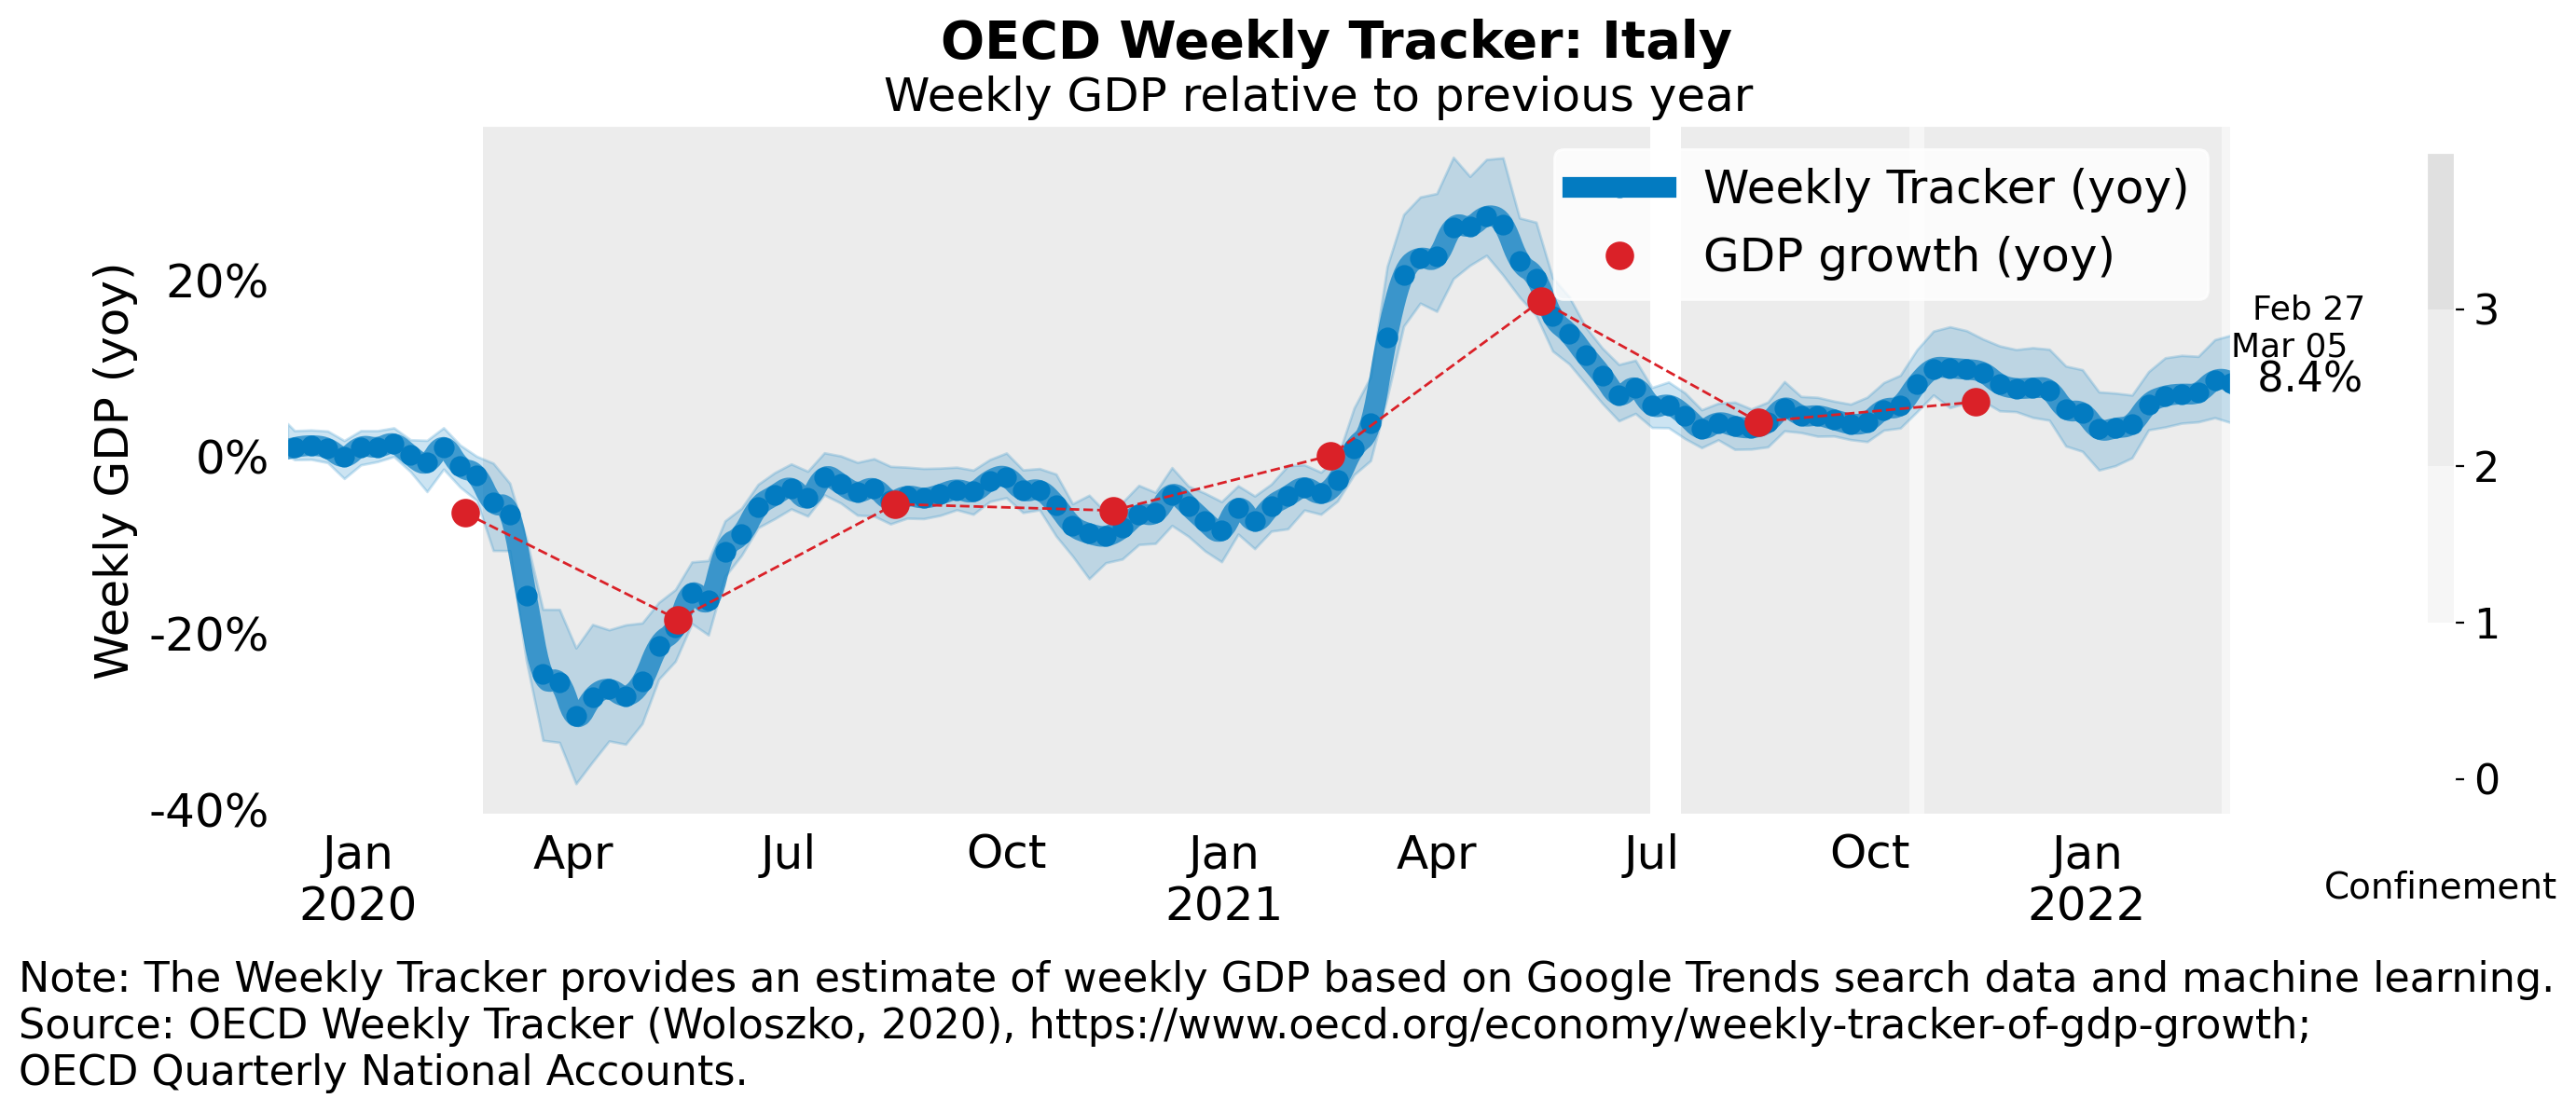 OECD Weekly Tracker: Italy
Weekly GDP relative to previous year
Weekly GDP (yoy)
20%
0%
-20%
-40%
Weekly Tracker (yoy)
GDP growth (yoy)
Feb 27
Mar 05
8.4%
3
2
1
0
Confinement
Jan Apr Jul Oct Jan Apr Jul Oct Jan
2020 2021 2022
Note: The Weekly Tracker provides an estimate of weekly GDP based on Google Trends search data and machine learning.
Source: OECD Weekly Tracker (Woloszko, 2020), https://www.oecd.org/economy/weekly-tracker-of-gdp-growth;
OECD Quarterly National Accounts.